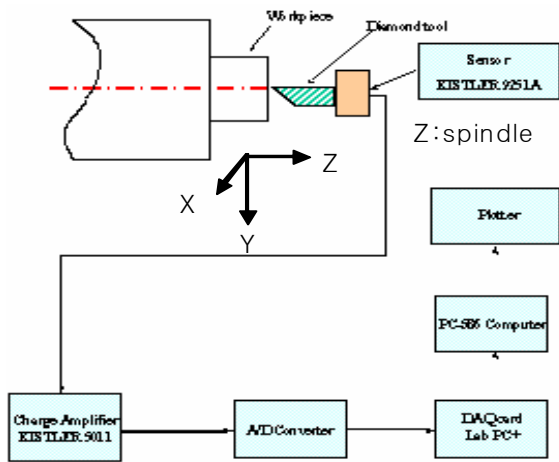 Workpiece
Diamond tool
Sensor
KISTLER 9251A
Z:spindle
Z
X
Y
Plotter
PC-586 Computer
Charge Amplifier
KISTLER 5011
A/D Converter
DAQcard
Lab PC+